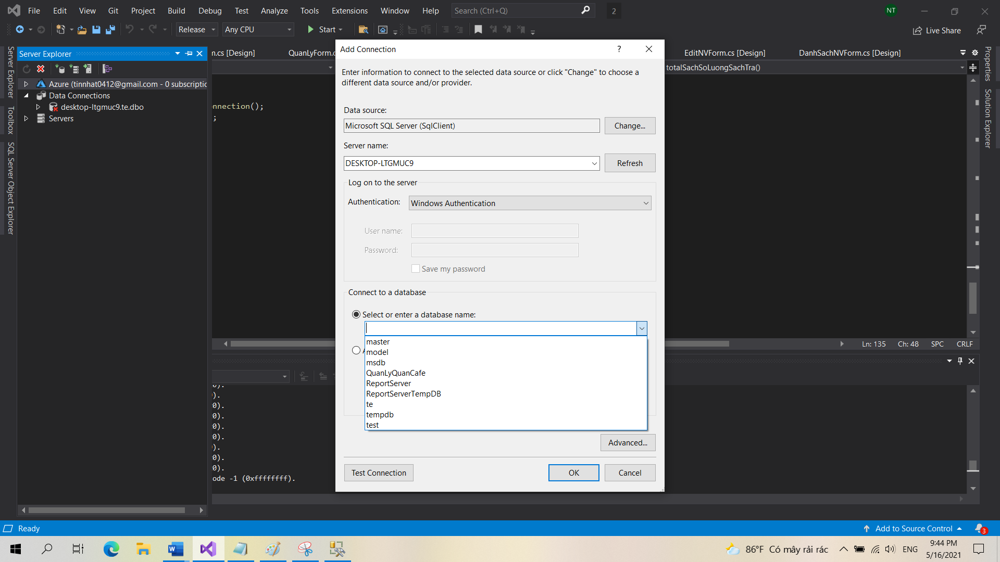 File Edit View Git Project Build Debug Test Analyze Tools Extensions Window Help Search (Ctrl+Q) 2 NT
Release Any CPU Start Live Share
Server Explorer
Toolbox
SQL Server Object Explorer
Server Explorer
Azure (tinnhat0412@gmail.com - 0 subscriptic
Data Connections
desktop-ltgmuc9.te.dbo
Servers
n.cs [Design] QuanLyForm.c EditNVForm.cs [Design] DanhSachNVForm.cs [Design]
totalSachSoLuongSachTra()
nnection();
;
Add Connection ?
Enter information to connect to the selected data source or click "Change" to choose a
different data source and/or provider.
Data source:
Microsoft SQL Server (SqlClient) Change...
Server name:
DESKTOP-LTGMUC9 Refresh
Log on to the server
Authentication: Windows Authentication
User name:
Password:
Save my password
Connect to a database
Select or enter a database name:
master
model
msdb
QuanLyQuanCafe
ReportServer
ReportServerTempDB
te
tempdb
test
Advanced...
Test Connection OK Cancel
Properties
Solution Explorer
Ln: 135 Ch: 48 SPC CRLF
0).
).
0).
0).
0).
0).
).
0).
0).
ode -1 (0xffffffff).
Ready Add to Source Control 3
86°F Có mây rải rác ENG 9:44 PM
5/16/2021